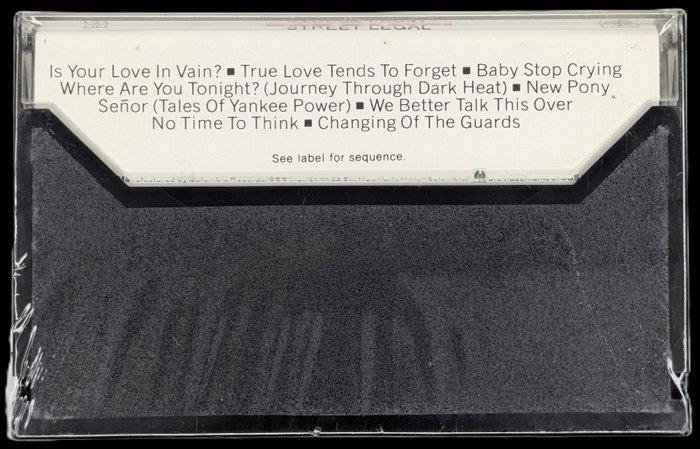 STREET LEGAL
Is Your Love In Vain? ■ True Love Tends To Forget ■ Baby Stop Crying
Where Are You Tonight? (Journey Through Dark Heat) ■ New Pony
Señor (Tales Of Yankee Power) ■ We Better Talk This Over
No Time To Think ■ Changing Of The Guards
See label for sequence.